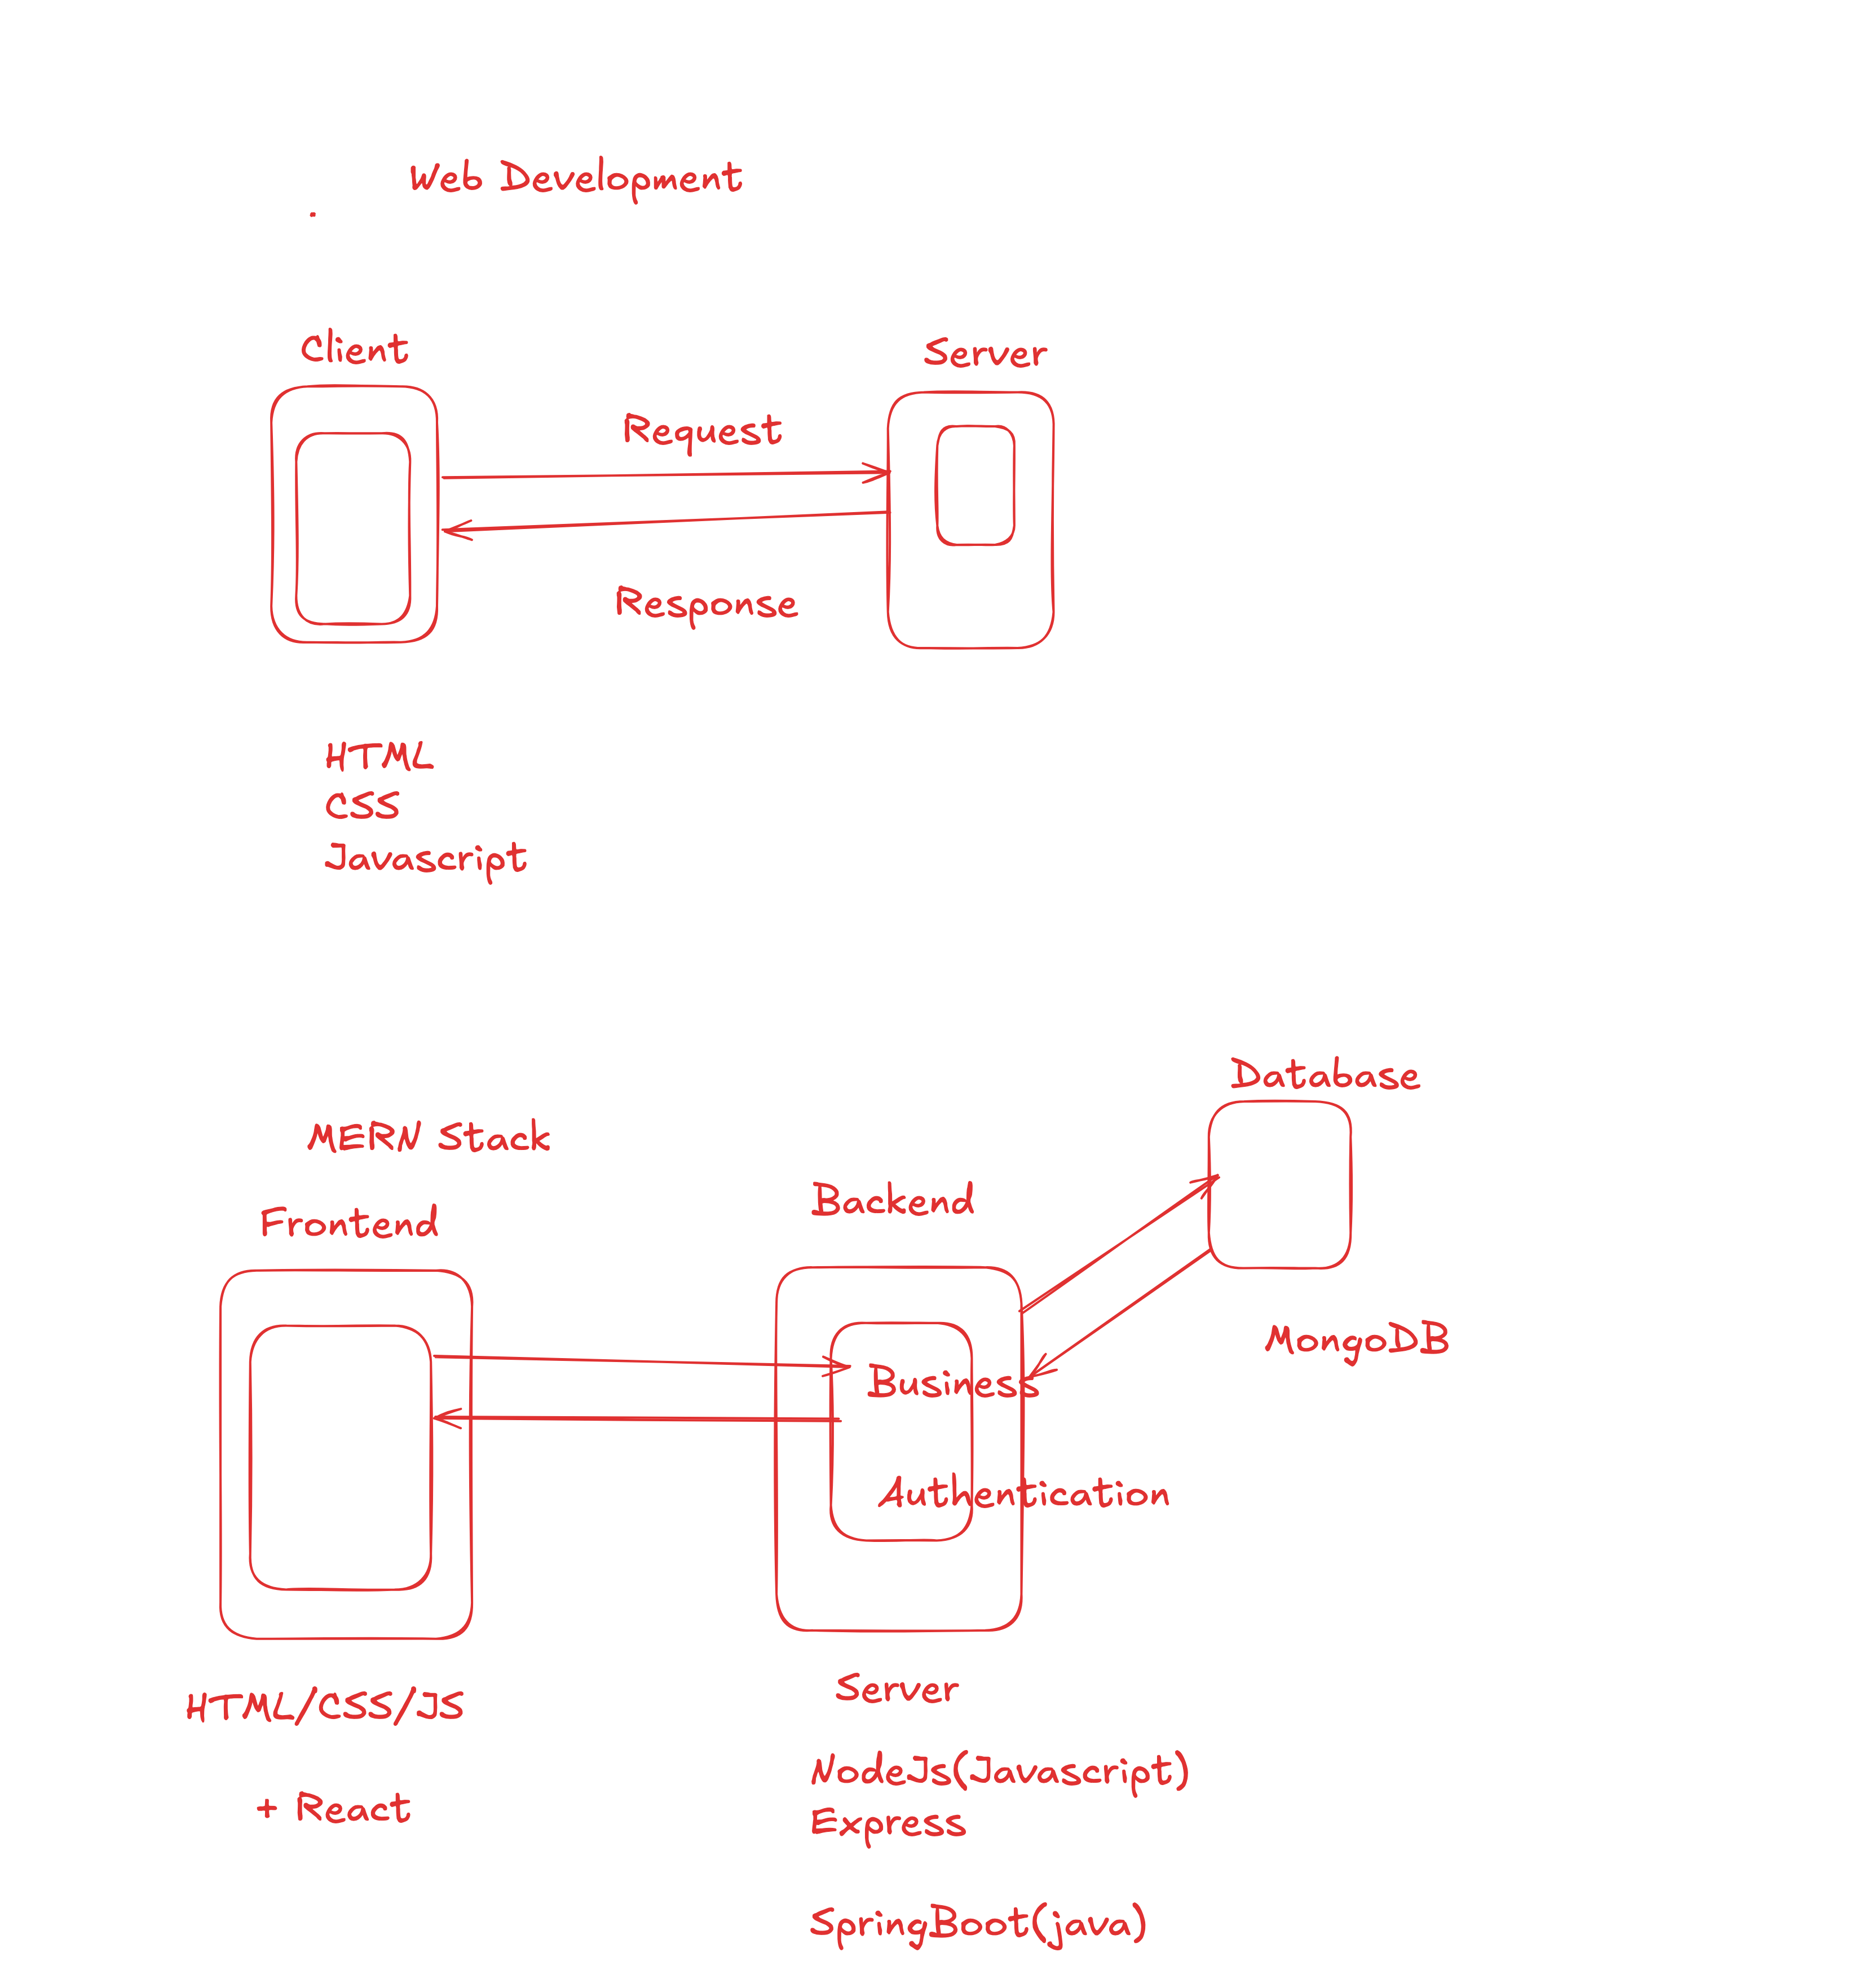 Web Development
Client
Server
Request
Response
HTML
CSS
Javascript
Database
MERN Stack
Backend
Frontend
MongoDB
Business
Authentication
Server
HTML/CSS/JS
NodeJs(Javascript)
+ React
Express
SpringBoot(java)